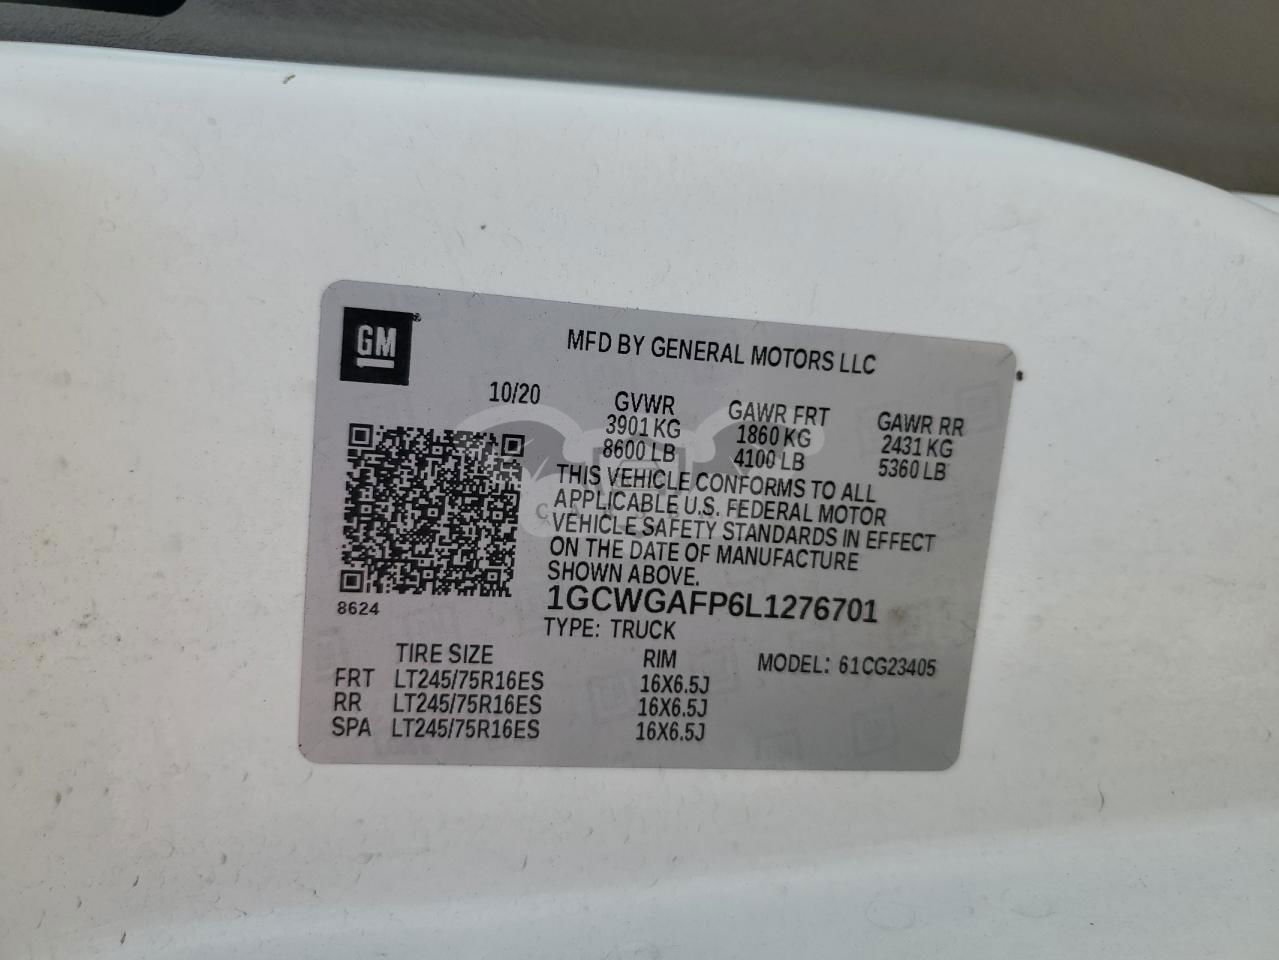 GM
MFD BY GENERAL MOTORS LLC
10/20 GVWR GAWR FRT GAWR RR
3901 KG 1860 KG 2431 KG
8600 LB 4100 LB 5360 LB
THIS VEHICLE CONFORMS TO ALL
APPLICABLE U.S. FEDERAL MOTOR
VEHICLE SAFETY STANDARDS IN EFFECT
ON THE DATE OF MANUFACTURE
SHOWN ABOVE.
8624 1GCWGAFP6L1276701
TYPE: TRUCK
TIRE SIZE RIM MODEL: 61CG23405
FRT LT245/75R16ES 16X6.5J
RR LT245/75R16ES 16X6.5J
SPA LT245/75R16ES 16X6.5J